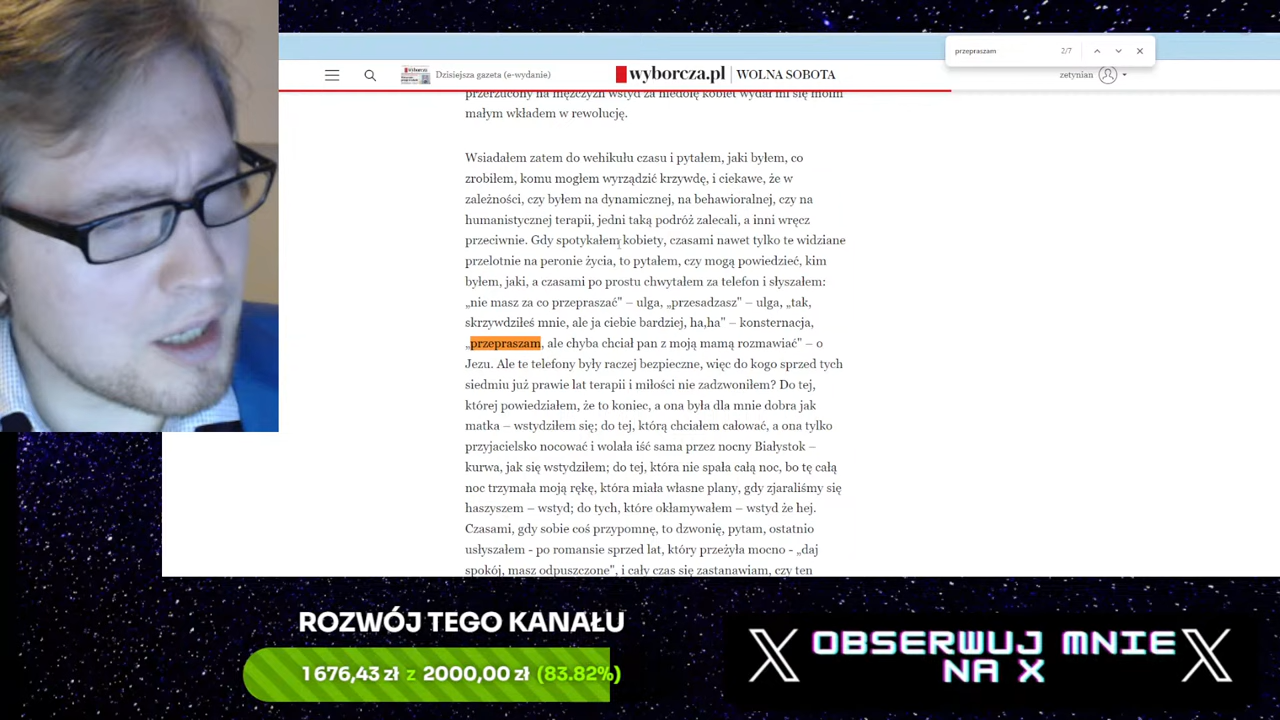 przepraszam 2/7
Dzisiejsza gazeta (e-wydanie) wyborcza.pl | WOLNA SOBOTA zetynian
przerzucony na mężczyzn wstyd za niedolę kobiet wydał mi się moim
małym wkładem w rewolucję.
Wsiadałem zatem do wehikułu czasu i pytałem, jaki byłem, co
zrobiłem, komu mogłem wyrządzić krzywdę, i ciekawe, że w
zależności, czy byłem na dynamicznej, na behawioralnej, czy na
humanistycznej terapii, jedni taką podróż zalecali, a inni wręcz
przeciwnie. Gdy spotykałem kobiety, czasami nawet tylko te widziane
przelotnie na peronie życia, to pytałem, czy mogą powiedzieć, kim
byłem, jaki, a czasami po prostu chwytałem za telefon i słyszałem:
„nie masz za co przepraszać" – ulga, „przesadzasz" – ulga, „tak,
skrzywdziłeś mnie, ale ja ciebie bardziej, ha,ha" – konsternacja,
„przepraszam, ale chyba chciał pan z moją mamą rozmawiać" – o
Jezu. Ale te telefony były raczej bezpieczne, więc do kogo sprzed tych
siedmiu już prawie lat terapii i miłości nie zadzwoniłem? Do tej,
której powiedziałem, że to koniec, a ona była dla mnie dobra jak
matka – wstydziłem się; do tej, którą chciałem całować, a ona tylko
przyjacielsko nocować i wolała iść sama przez nocny Białystok –
kurwa, jak się wstydziłem; do tej, która nie spała całą noc, bo tę całą
noc trzymała moją rękę, która miała własne plany, gdy zjaraliśmy się
haszyszem – wstyd; do tych, które okłamywałem – wstyd że hej.
Czasami, gdy sobie coś przypomnę, to dzwonię, pytam, ostatnio
usłyszałem - po romansie sprzed lat, który przeżyła mocno - „daj
spokój, masz odpuszczone", i cały czas się zastanawiam, czy ten
ROZWÓJ TEGO KANAŁU
1 676,43 zł z 2000,00 zł (83.82%)
X OBSERWUJ MNIE X
NA X